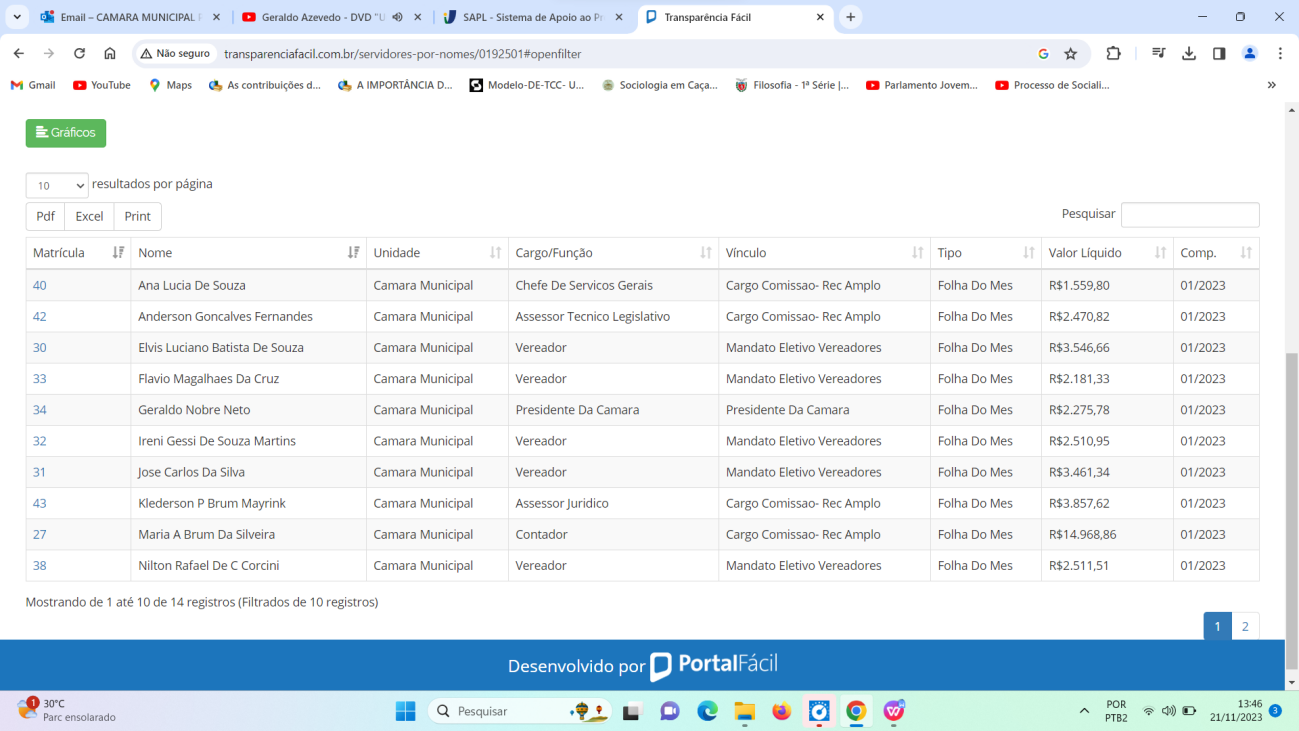 Email – CAMARA MUNICIPAL F
Geraldo Azevedo - DVD "U
SAPL - Sistema de Apoio ao Pr
Transparência Fácil
Não seguro transparenciafacil.com.br/servidores-por-nomes/0192501#openfilter
Gmail YouTube Maps As contribuições d... A IMPORTÂNCIA D... Modelo-DE-TCC- U... Sociologia em Caça... Filosofia - 1ª Série |... Parlamento Jovem... Processo de Sociali... »
Gráficos
10 resultados por página
Pdf Excel Print Pesquisar
Matrícula Nome Unidade Cargo/Função Vínculo Tipo Valor Líquido Comp.
40 Ana Lucia De Souza Camara Municipal Chefe De Servicos Gerais Cargo Comissao- Rec Amplo Folha Do Mes R$1.559,80 01/2023
42 Anderson Goncalves Fernandes Camara Municipal Assessor Tecnico Legislativo Cargo Comissao- Rec Amplo Folha Do Mes R$2.470,82 01/2023
30 Elvis Luciano Batista De Souza Camara Municipal Vereador Mandato Eletivo Vereadores Folha Do Mes R$3.546,66 01/2023
33 Flavio Magalhaes Da Cruz Camara Municipal Vereador Mandato Eletivo Vereadores Folha Do Mes R$2.181,33 01/2023
34 Geraldo Nobre Neto Camara Municipal Presidente Da Camara Presidente Da Camara Folha Do Mes R$2.275,78 01/2023
32 Ireni Gessi De Souza Martins Camara Municipal Vereador Mandato Eletivo Vereadores Folha Do Mes R$2.510,95 01/2023
31 Jose Carlos Da Silva Camara Municipal Vereador Mandato Eletivo Vereadores Folha Do Mes R$3.461,34 01/2023
43 Klederson P Brum Mayrink Camara Municipal Assessor Juridico Cargo Comissao- Rec Amplo Folha Do Mes R$3.857,62 01/2023
27 Maria A Brum Da Silveira Camara Municipal Contador Cargo Comissao- Rec Amplo Folha Do Mes R$14.968,86 01/2023
38 Nilton Rafael De C Corcini Camara Municipal Vereador Mandato Eletivo Vereadores Folha Do Mes R$2.511,51 01/2023
Mostrando de 1 até 10 de 14 registros (Filtrados de 10 registros)
1 2
Desenvolvido por PortalFácil
1 30°C
Parc ensolarado
Pesquisar
POR
PTB2
13:46
21/11/2023
3